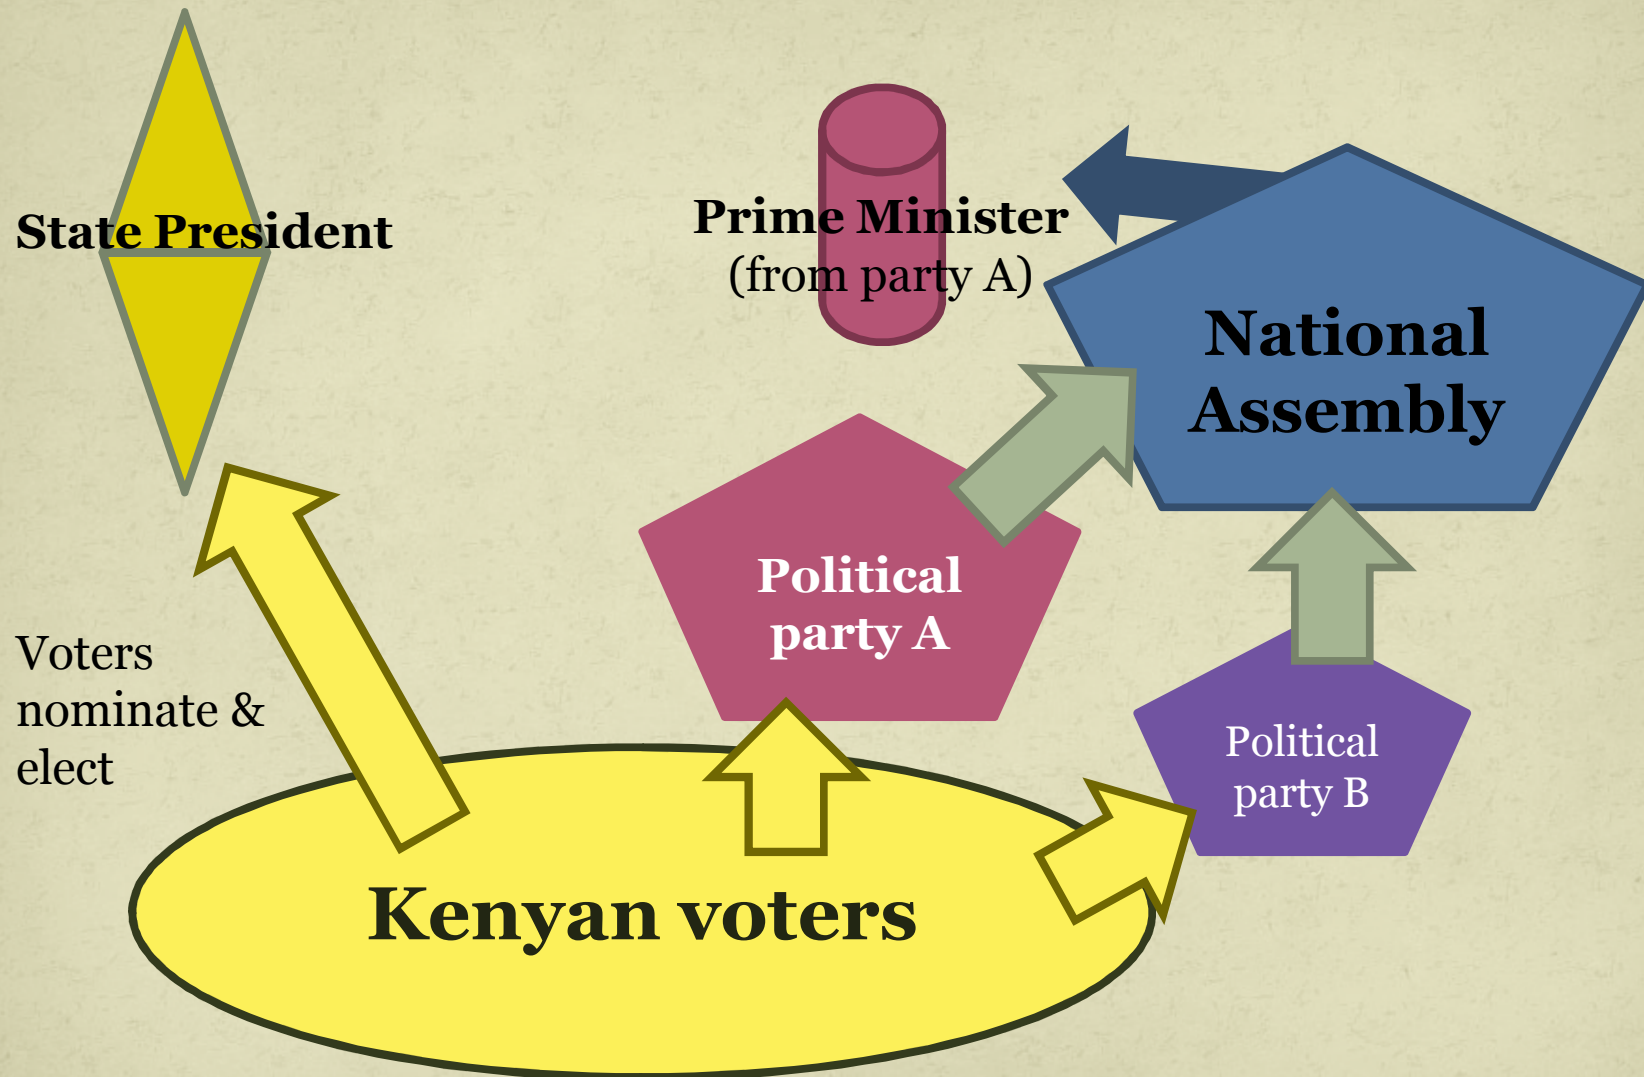 State President
Prime Minister
(from party A)
National
Assembly
Political
party A
Voters
nominate &
elect
Political
party B
Kenyan voters